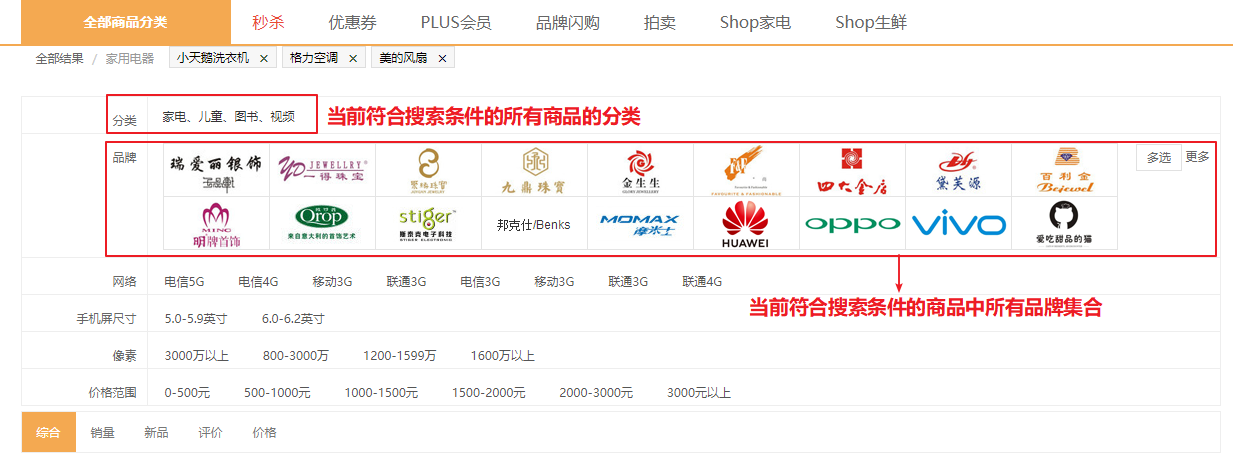 全部商品分类 秒杀 优惠券 PLUS会员 品牌闪购 拍卖 Shop家电 Shop生鲜
全部结果 / 家用电器 小天鹅洗衣机 × 格力空调 × 美的风扇 ×
分类 家电、儿童、图书、视频 当前符合搜索条件的所有商品的分类
品牌 瑞爱丽银饰 JEWELLRY® 一得珠宝 九鼎珠宝 金生生 四大金店 黛芙源 百利金 Bejewel 多选 更多
MING 明牌首饰 Qrop 来自意大利的首饰艺术 stiger 斯泰克电子科技 STIGER ELECTRONIC 邦克仕/Benks MOMAX 摩米士 HUAWEI oppo vivo 爱吃甜品的猫
网络 电信5G 电信4G 移动3G 联通3G 电信3G 移动3G 联通3G 联通4G
当前符合搜索条件的商品中所有品牌集合
手机屏尺寸 5.0-5.9英寸 6.0-6.2英寸
像素 3000万以上 800-3000万 1200-1599万 1600万以上
价格范围 0-500元 500-1000元 1000-1500元 1500-2000元 2000-3000元 3000元以上
综合 销量 新品 评价 价格